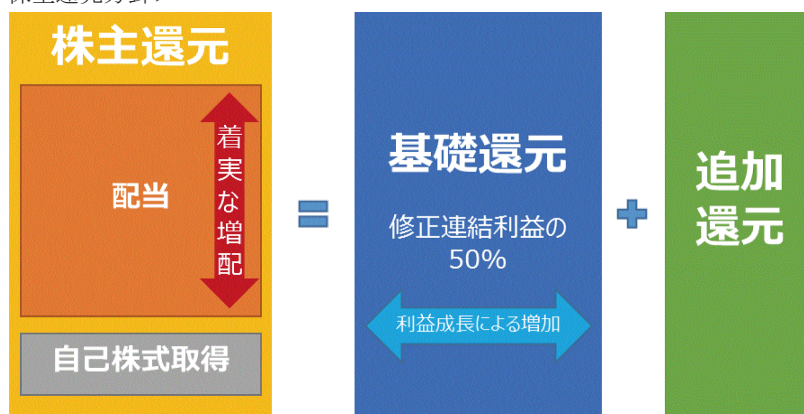 株主還元
配当
着実な増配
自己株式取得
=
基礎還元
修正連結利益の
50%
利益成長による増加
+
追加
還元